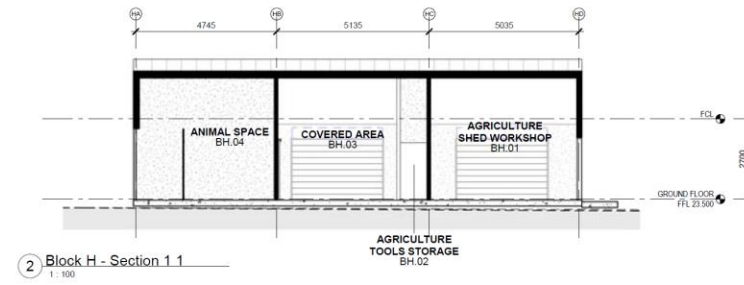 HA HB HC HD
4745 5135 5035
FCL
2700
ANIMAL SPACE
BH.04
COVERED AREA
BH.03
AGRICULTURE
SHED WORKSHOP
BH.01
GROUND FLOOR
FFL 23.500
AGRICULTURE
TOOLS STORAGE
BH.02
2 Block H - Section 1 1
1 : 100